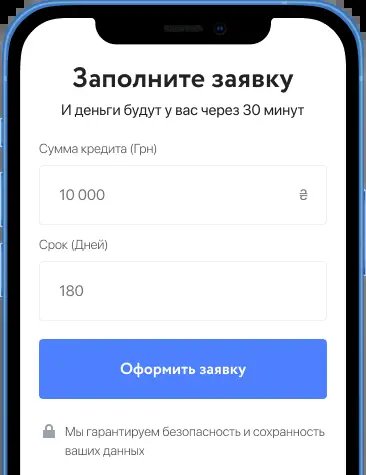 Заполните заявку
И деньги будут у вас через 30 минут
Сумма кредита (Грн)
10 000 ₴
Срок (Дней)
180
Оформить заявку
Мы гарантируем безопасность и сохранность
ваших данных